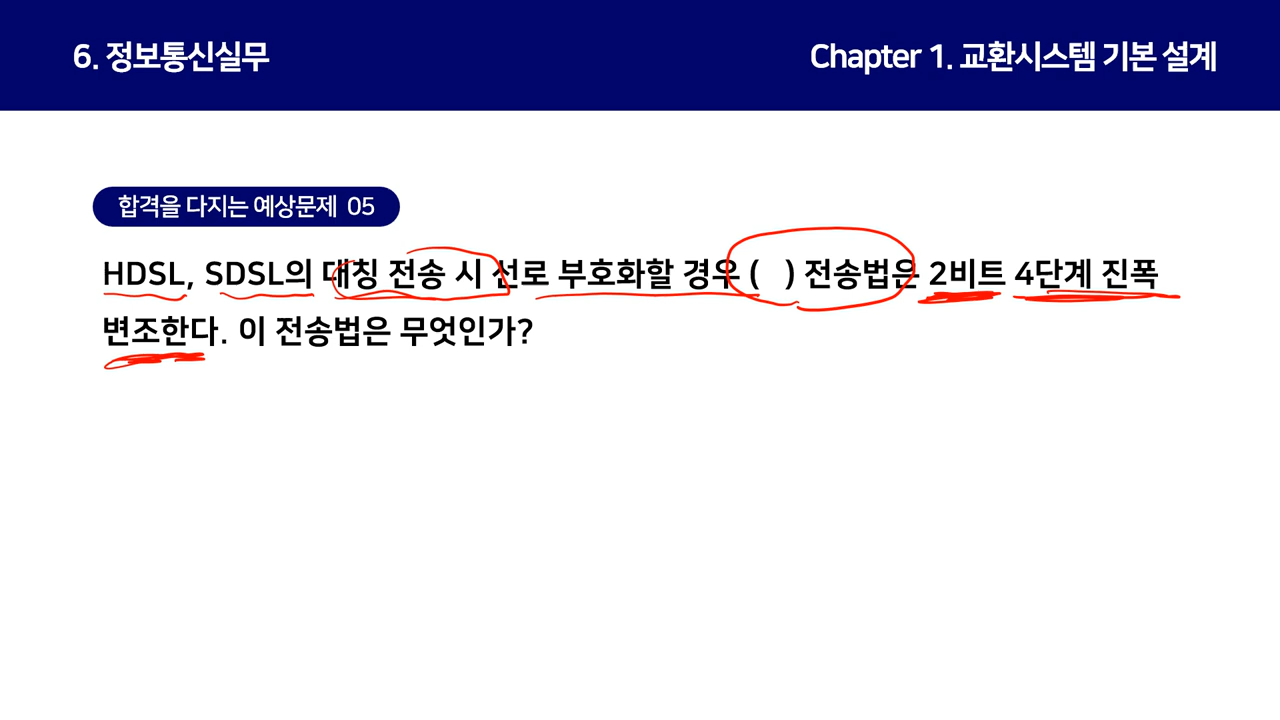 6. 정보통신실무
Chapter 1. 교환시스템 기본 설계
합격을 다지는 예상문제 05
HDSL, SDSL의 대칭 전송 시 선로 부호화할 경우 ( ) 전송법은 2비트 4단계 진폭
변조한다. 이 전송법은 무엇인가?